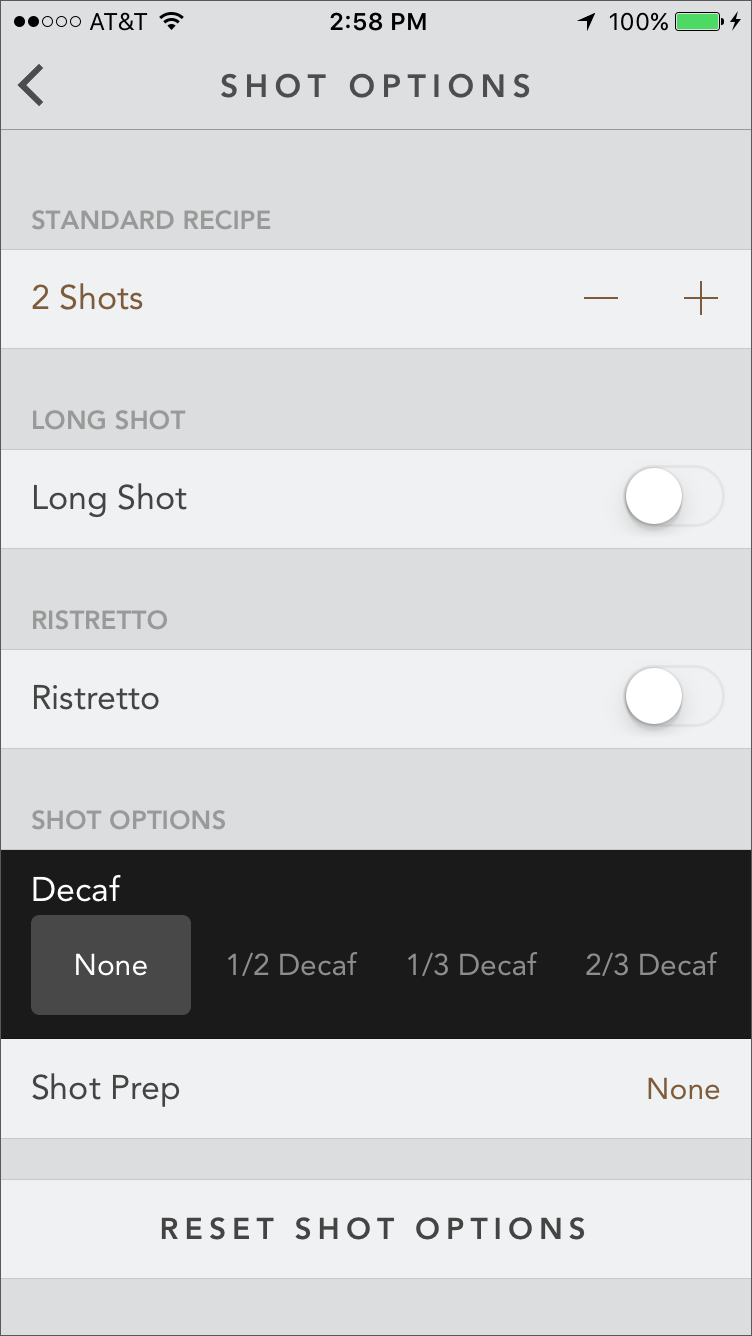 AT&T 2:58 PM 100%
SHOT OPTIONS
STANDARD RECIPE
2 Shots
LONG SHOT
Long Shot
RISTRETTO
Ristretto
SHOT OPTIONS
Decaf
None 1/2 Decaf 1/3 Decaf 2/3 Decaf
Shot Prep None
RESET SHOT OPTIONS